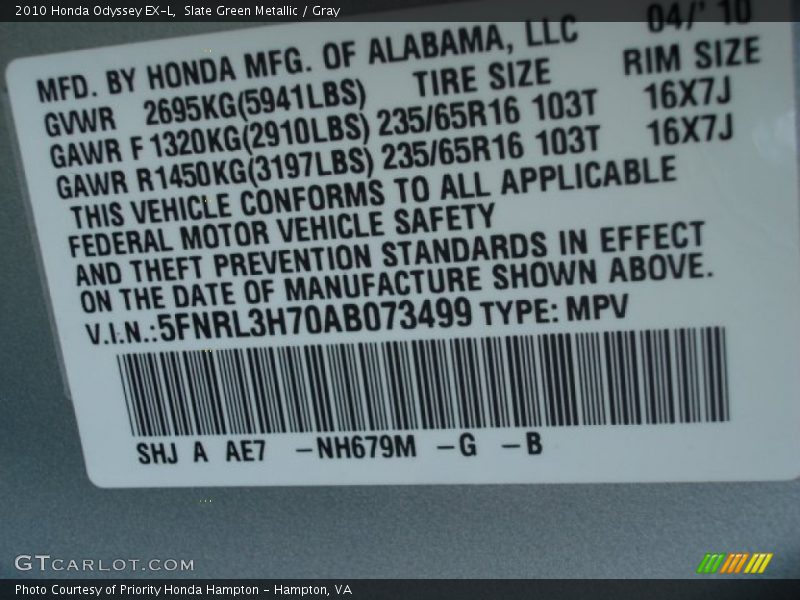 2010 Honda Odyssey EX-L, Slate Green Metallic / Gray
MFD. BY HONDA MFG. OF ALABAMA, LLC 04/'10
GVWR 2695KG(5941LBS) TIRE SIZE RIM SIZE
GAWR F 1320KG(2910LBS) 235/65R16 103T 16X7J
GAWR R1450KG(3197LBS) 235/65R16 103T 16X7J
THIS VEHICLE CONFORMS TO ALL APPLICABLE
FEDERAL MOTOR VEHICLE SAFETY
AND THEFT PREVENTION STANDARDS IN EFFECT
ON THE DATE OF MANUFACTURE SHOWN ABOVE.
V.I.N.:5FNRL3H70AB073499 TYPE: MPV
SHJ A AE7 -NH679M -G -B
GTCARLOT.COM
Photo Courtesy of Priority Honda Hampton - Hampton, VA